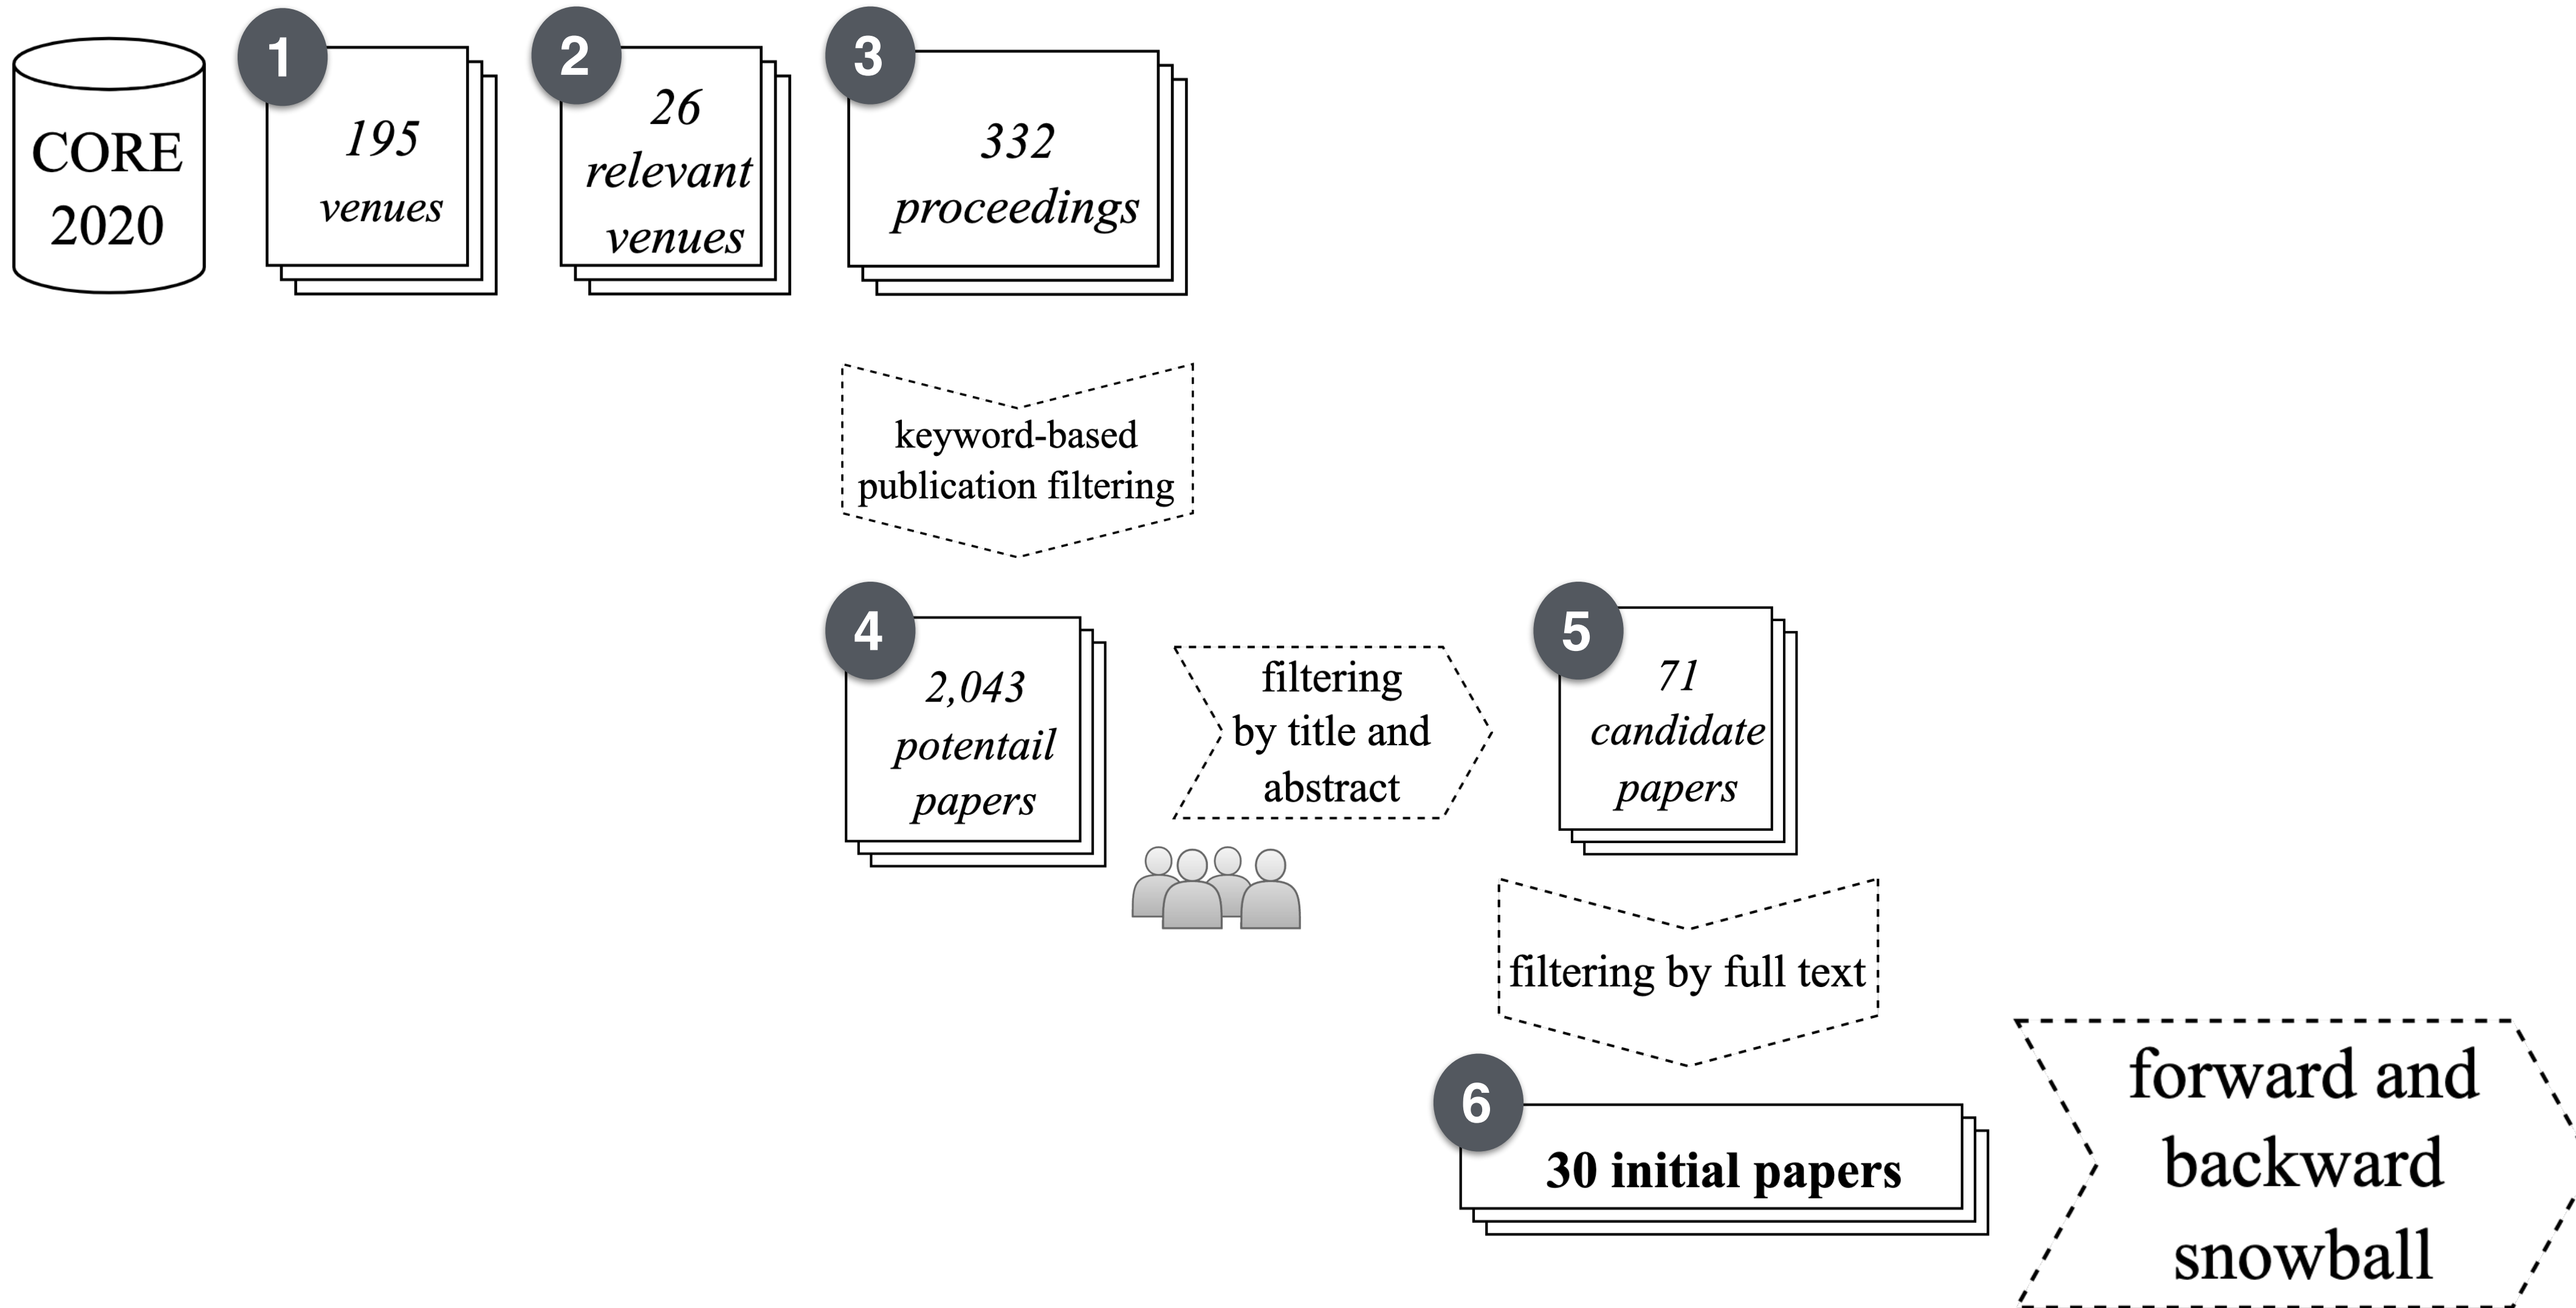 CORE
2020
1
195
venues
2
26
relevant
venues
3
332
proceedings
keyword-based
publication filtering
4
2,043
potentail
papers
filtering
by title and
abstract
5
71
candidate
papers
filtering by full text
6
30 initial papers
forward and
backward
snowball